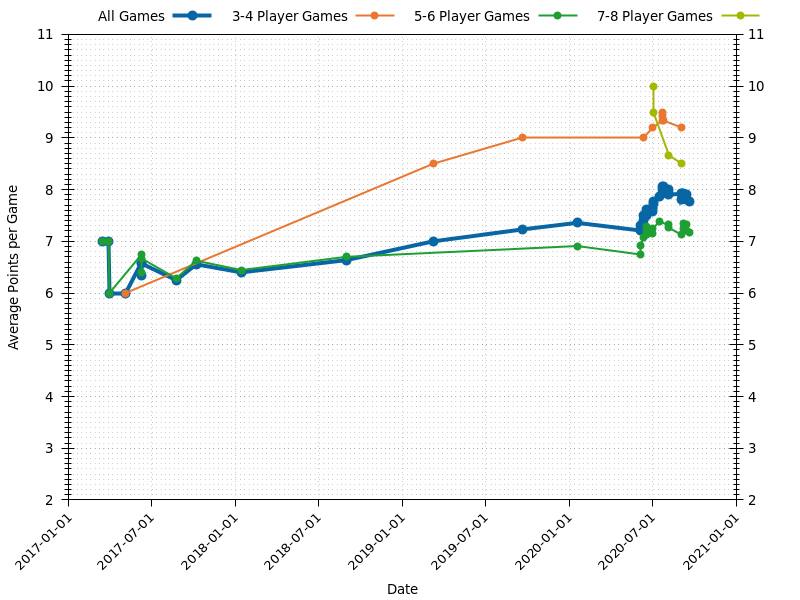 All Games 3-4 Player Games 5-6 Player Games 7-8 Player Games
11 11
10 10
9 9
8 8
7 7
6 6
5 5
4 4
3 3
2 2
Average Points per Game
2017-01-01 2017-07-01 2018-01-01 2018-07-01 2019-01-01 2019-07-01 2020-01-01 2020-07-01 2021-01-01
Date